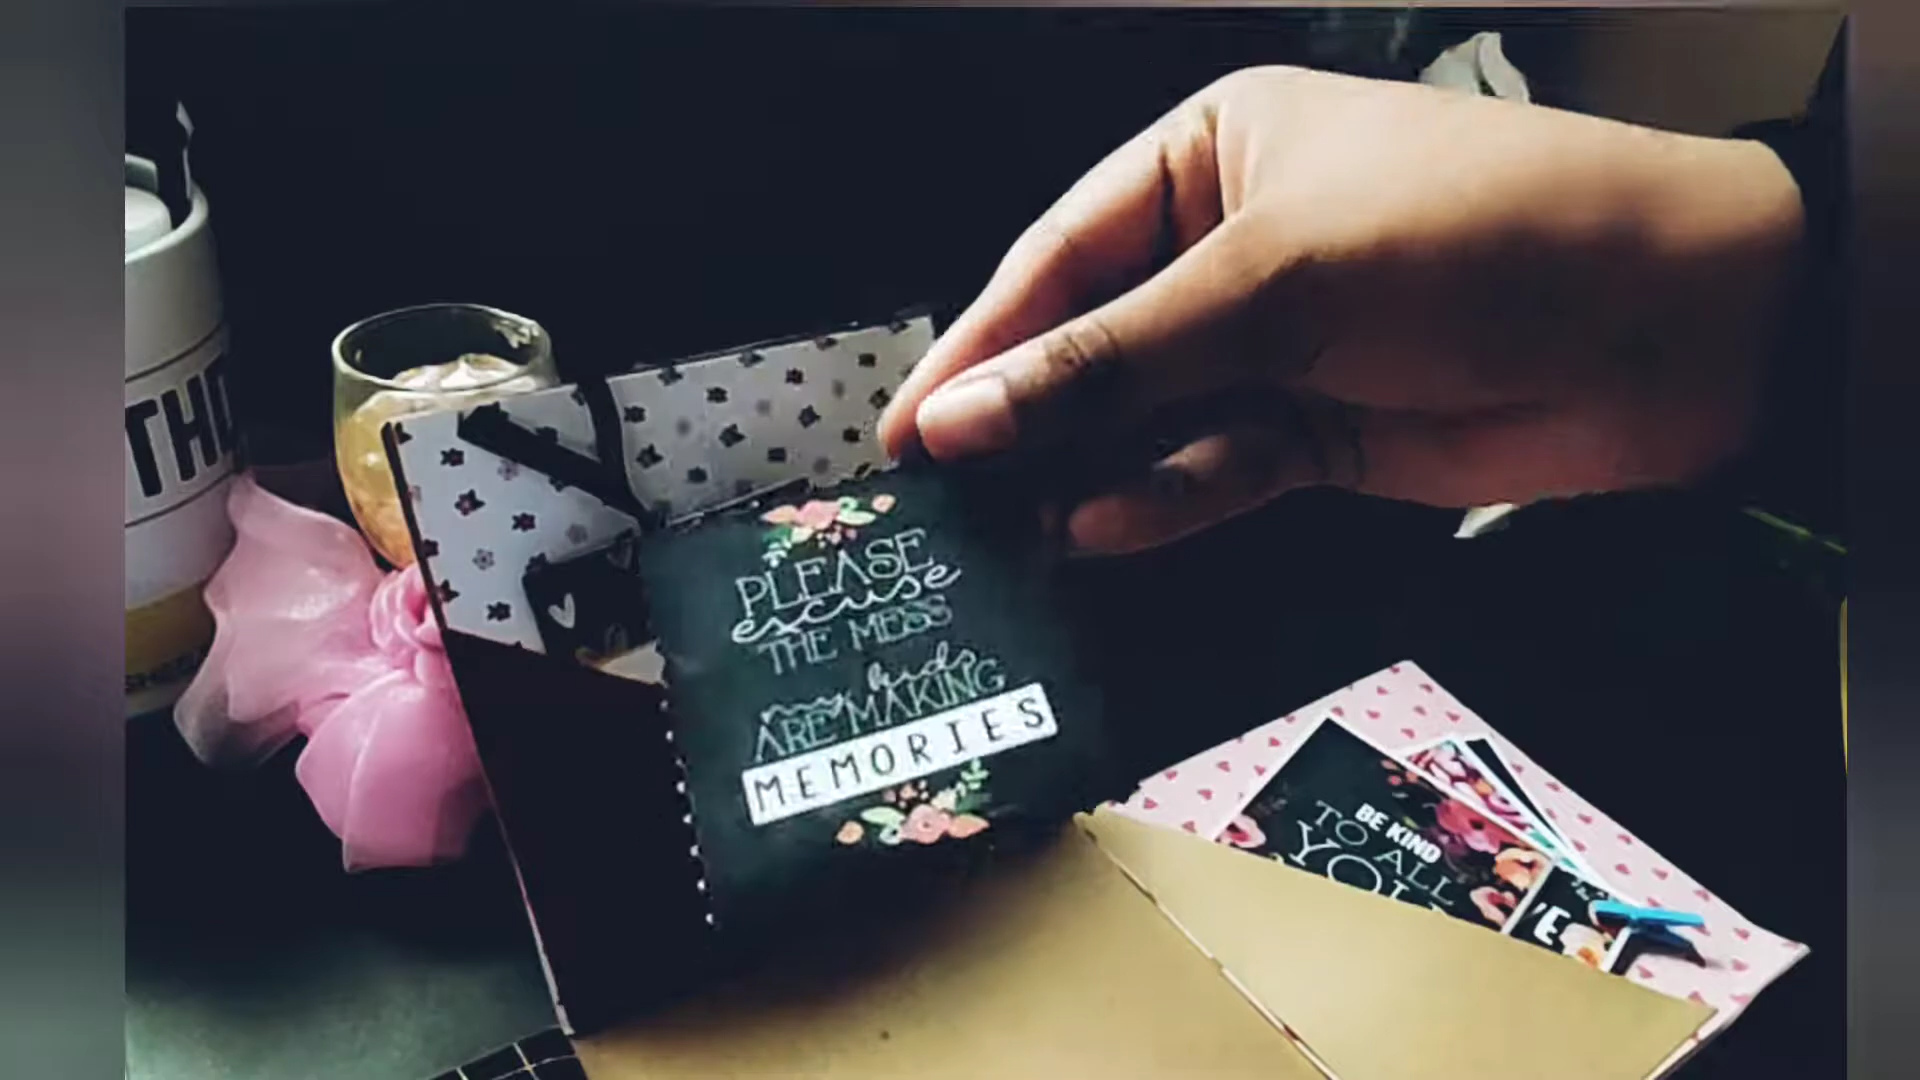 THE
PLEASE
excuse
THE MESS
my kids
ARE MAKING
MEMORIES
BE KIND
TO ALL